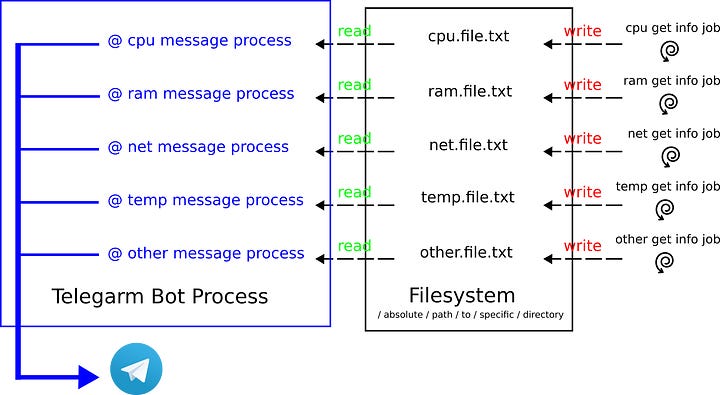 @ cpu message process read cpu.file.txt write cpu get info job
@ ram message process read ram.file.txt write ram get info job
@ net message process read net.file.txt write net get info job
@ temp message process read temp.file.txt write temp get info job
@ other message process read other.file.txt write other get info job
Telegarm Bot Process Filesystem
/ absolute / path / to / specific / directory